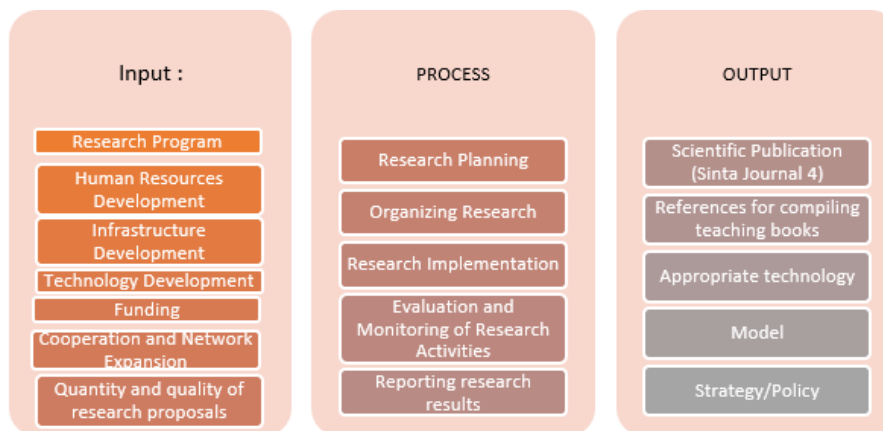 Input :
Research Program
Human Resources
Development
Infrastructure
Development
Technology Development
Funding
Cooperation and Network
Expansion
Quantity and quality of
research proposals
PROCESS
Research Planning
Organizing Research
Research Implementation
Evaluation and
Monitoring of Research
Activities
Reporting research
results
OUTPUT
Scientific Publication
(Sinta Journal 4)
References for compiling
teaching books
Appropriate technology
Model
Strategy/Policy